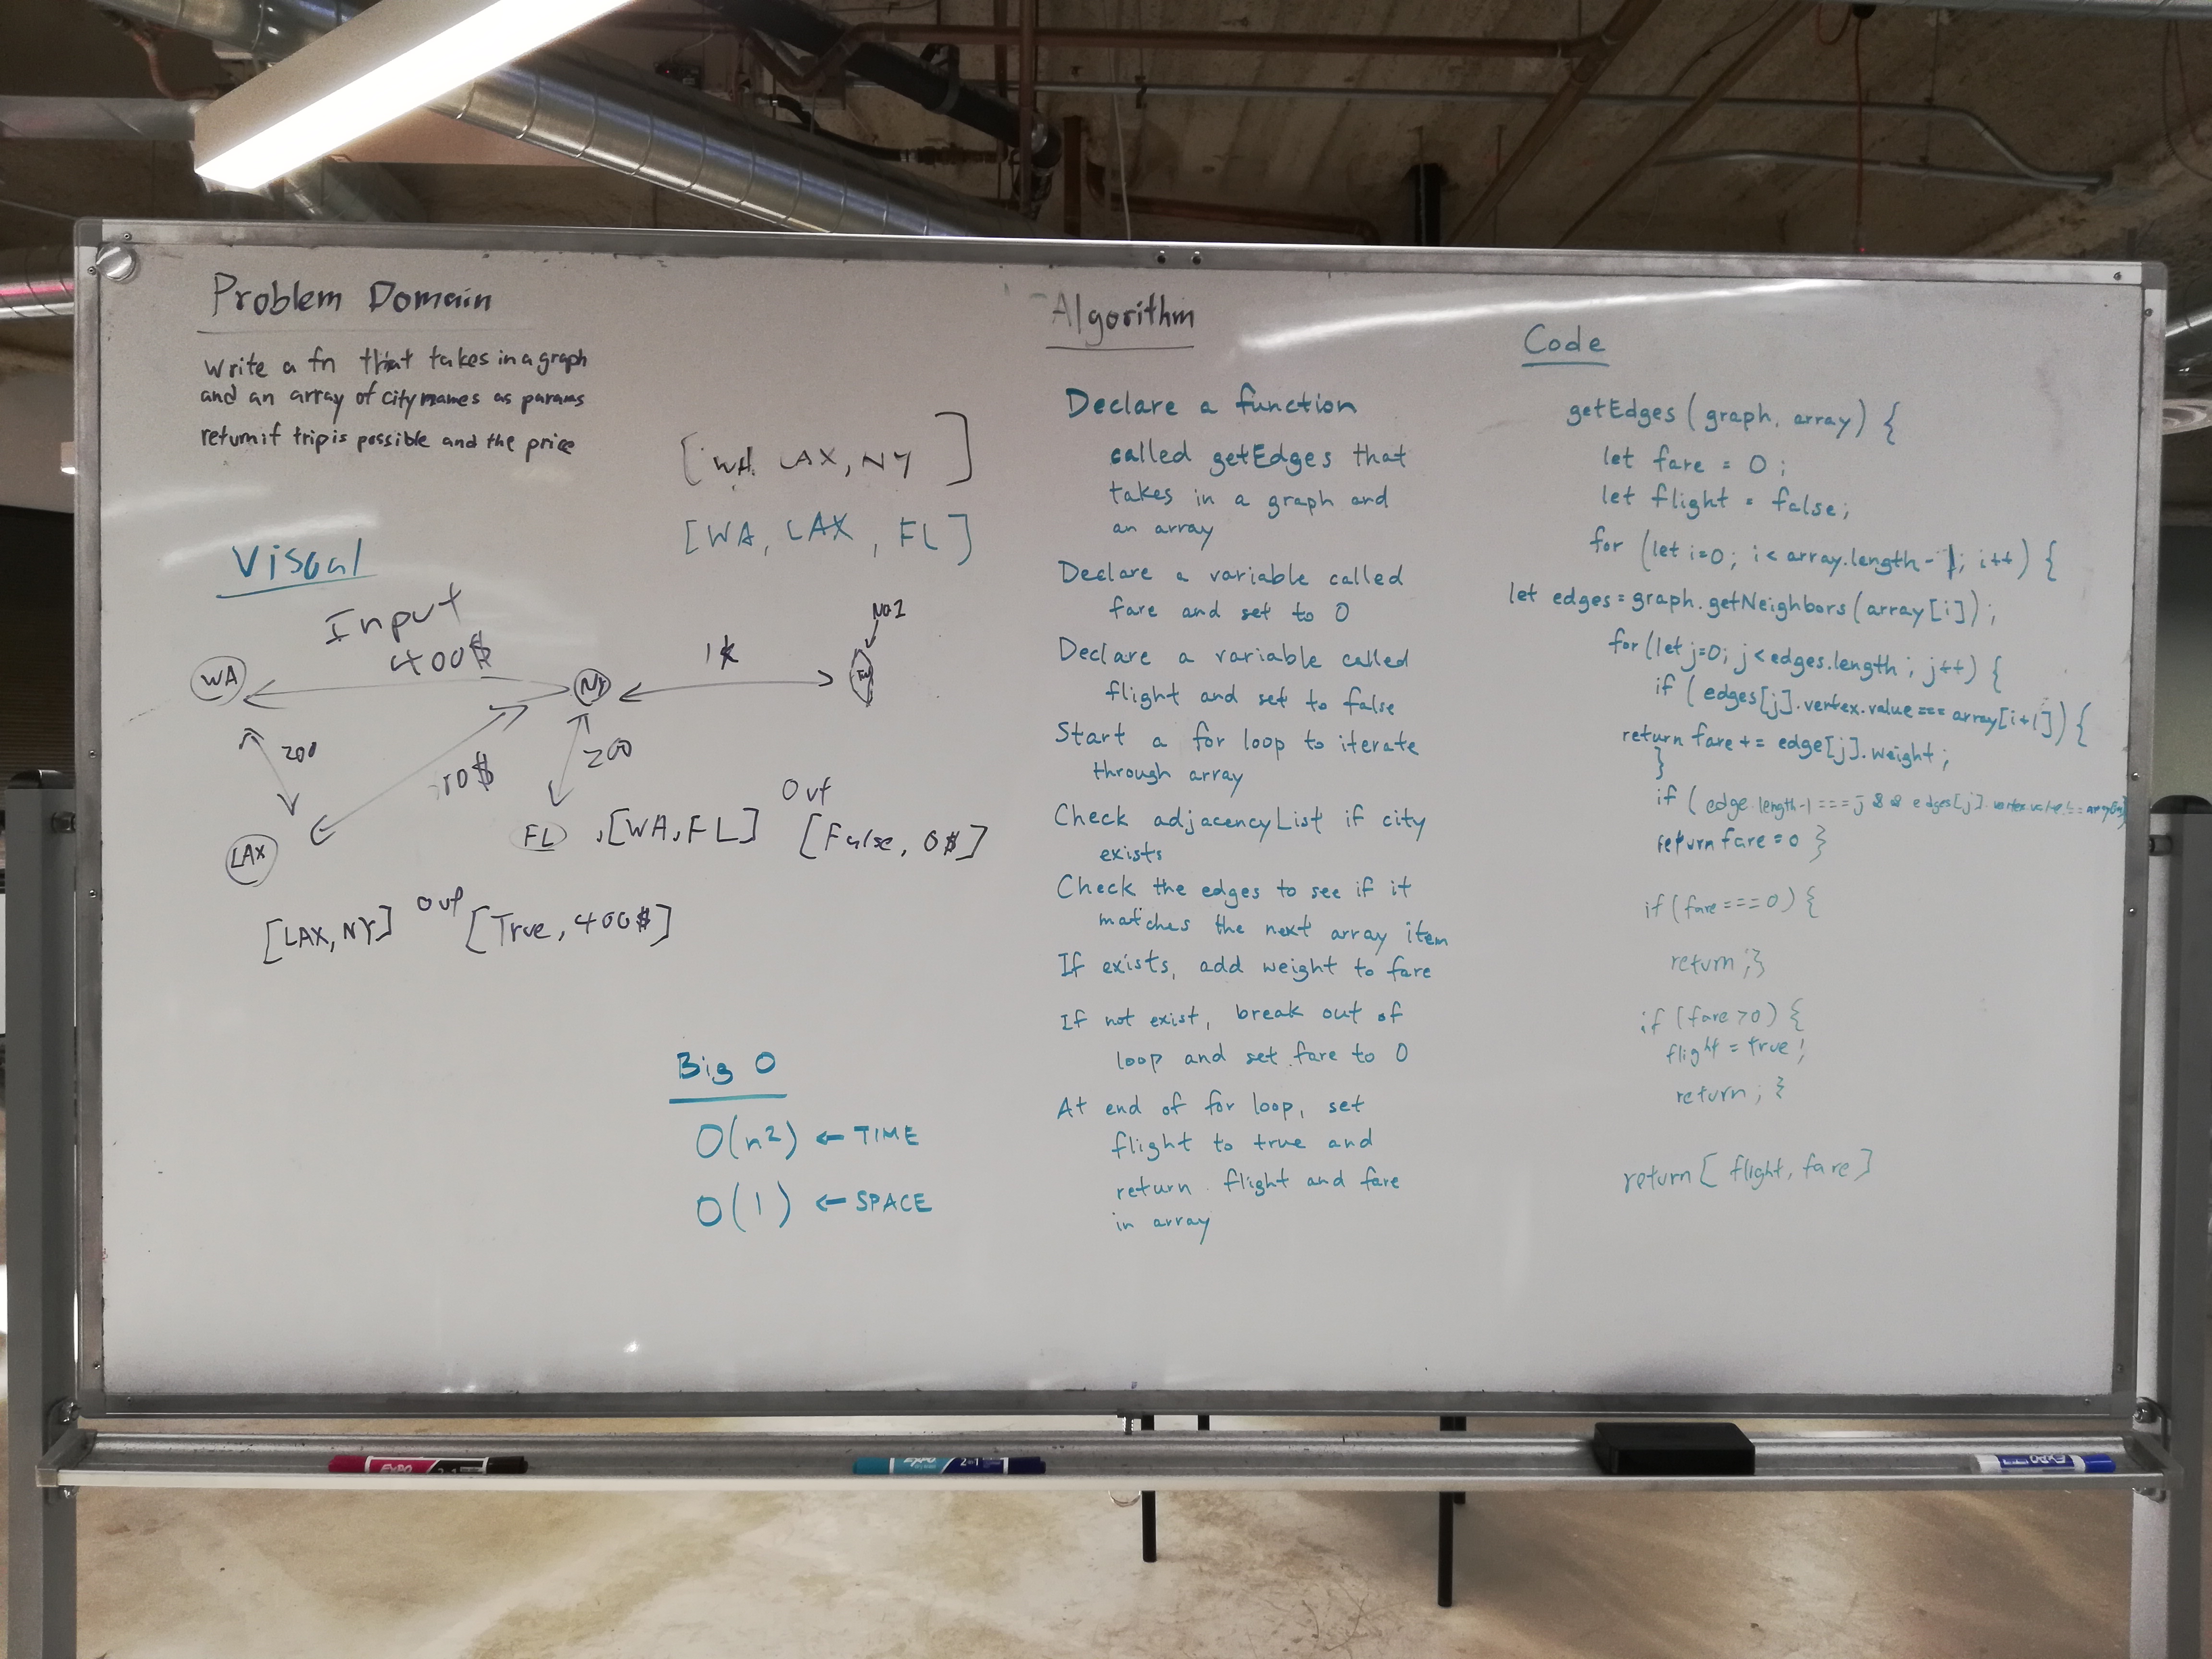 Problem Domain
Write a fn that takes in a graph
and an array of city names as params
return if trip is possible and the price
[WA. LAX, NY]
[WA, LAX, FL]
Visual
Input
400$
WA
NY
1k
200
10$
200
LAX
FL
,[WA, FL]
Out
[False, 0$]
[LAX, NY]
out
[True, 400$]
Big O
O(n²) ← TIME
O(1) ← SPACE
Algorithm
Declare a function
called getEdges that
takes in a graph and
an array
Declare a variable called
fare and set to 0
Declare a variable called
flight and set to false
Start a for loop to iterate
through array
Check adjacencyList if city
exists
Check the edges to see if it
matches the next array item
If exists, add weight to fare
If not exist, break out of
loop and set fare to 0
At end of for loop, set
flight to true and
return flight and fare
in array
Code
getEdges(graph, array) {
let fare = 0;
let flight = false;
for (let i=0; i < array.length-1; i++) {
let edges = graph.getNeighbors(array[i]);
for (let j=0; j < edges.length; j++) {
if (edges[j].vertex.value === array[i+1]) {
return fare += edge[j].weight;
}
if (edge.length-1 === j && edges[j].vertex.value !==
return fare = 0 }
if (fare === 0) {
return;}
if (fare > 0) {
flight = true;
return; }
return [flight, fare]
EXPO
EXPO 2-in-1
EXPO